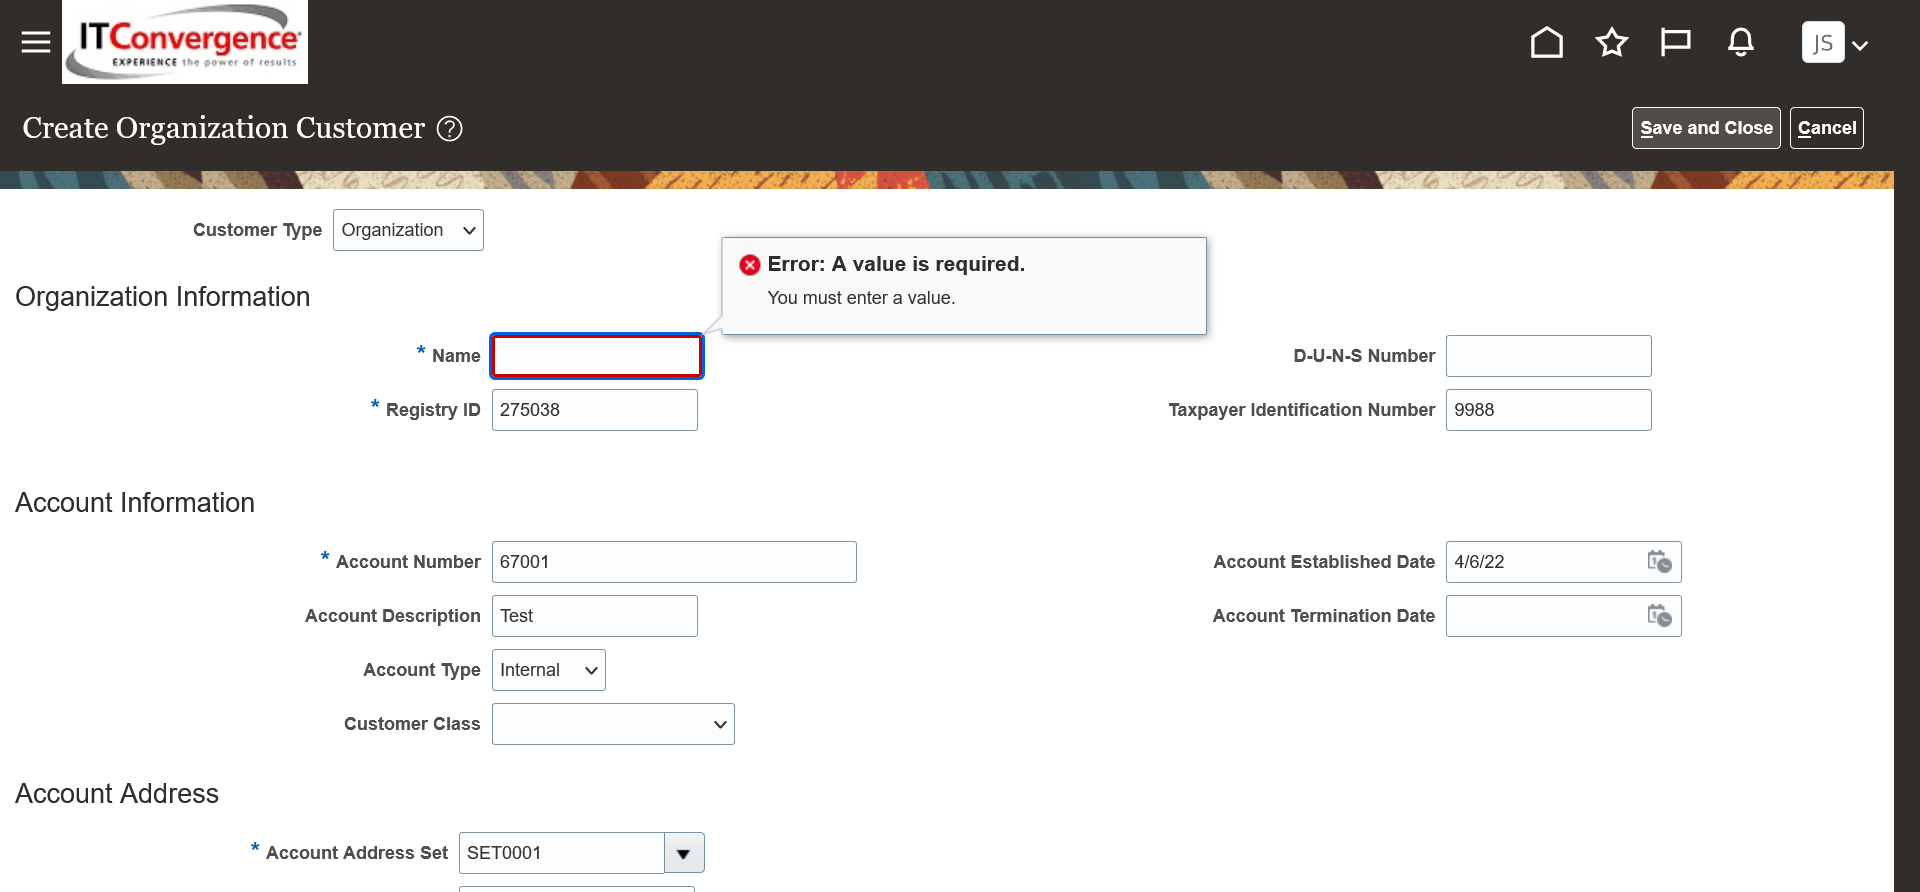 ITConvergence
EXPERIENCE the power of results
JS
Create Organization Customer
Save and Close
Cancel
Customer Type Organization
Error: A value is required.
You must enter a value.
Organization Information
* Name
D-U-N-S Number
* Registry ID 275038
Taxpayer Identification Number 9988
Account Information
* Account Number 67001
Account Established Date 4/6/22
Account Description Test
Account Termination Date
Account Type Internal
Customer Class
Account Address
* Account Address Set SET0001